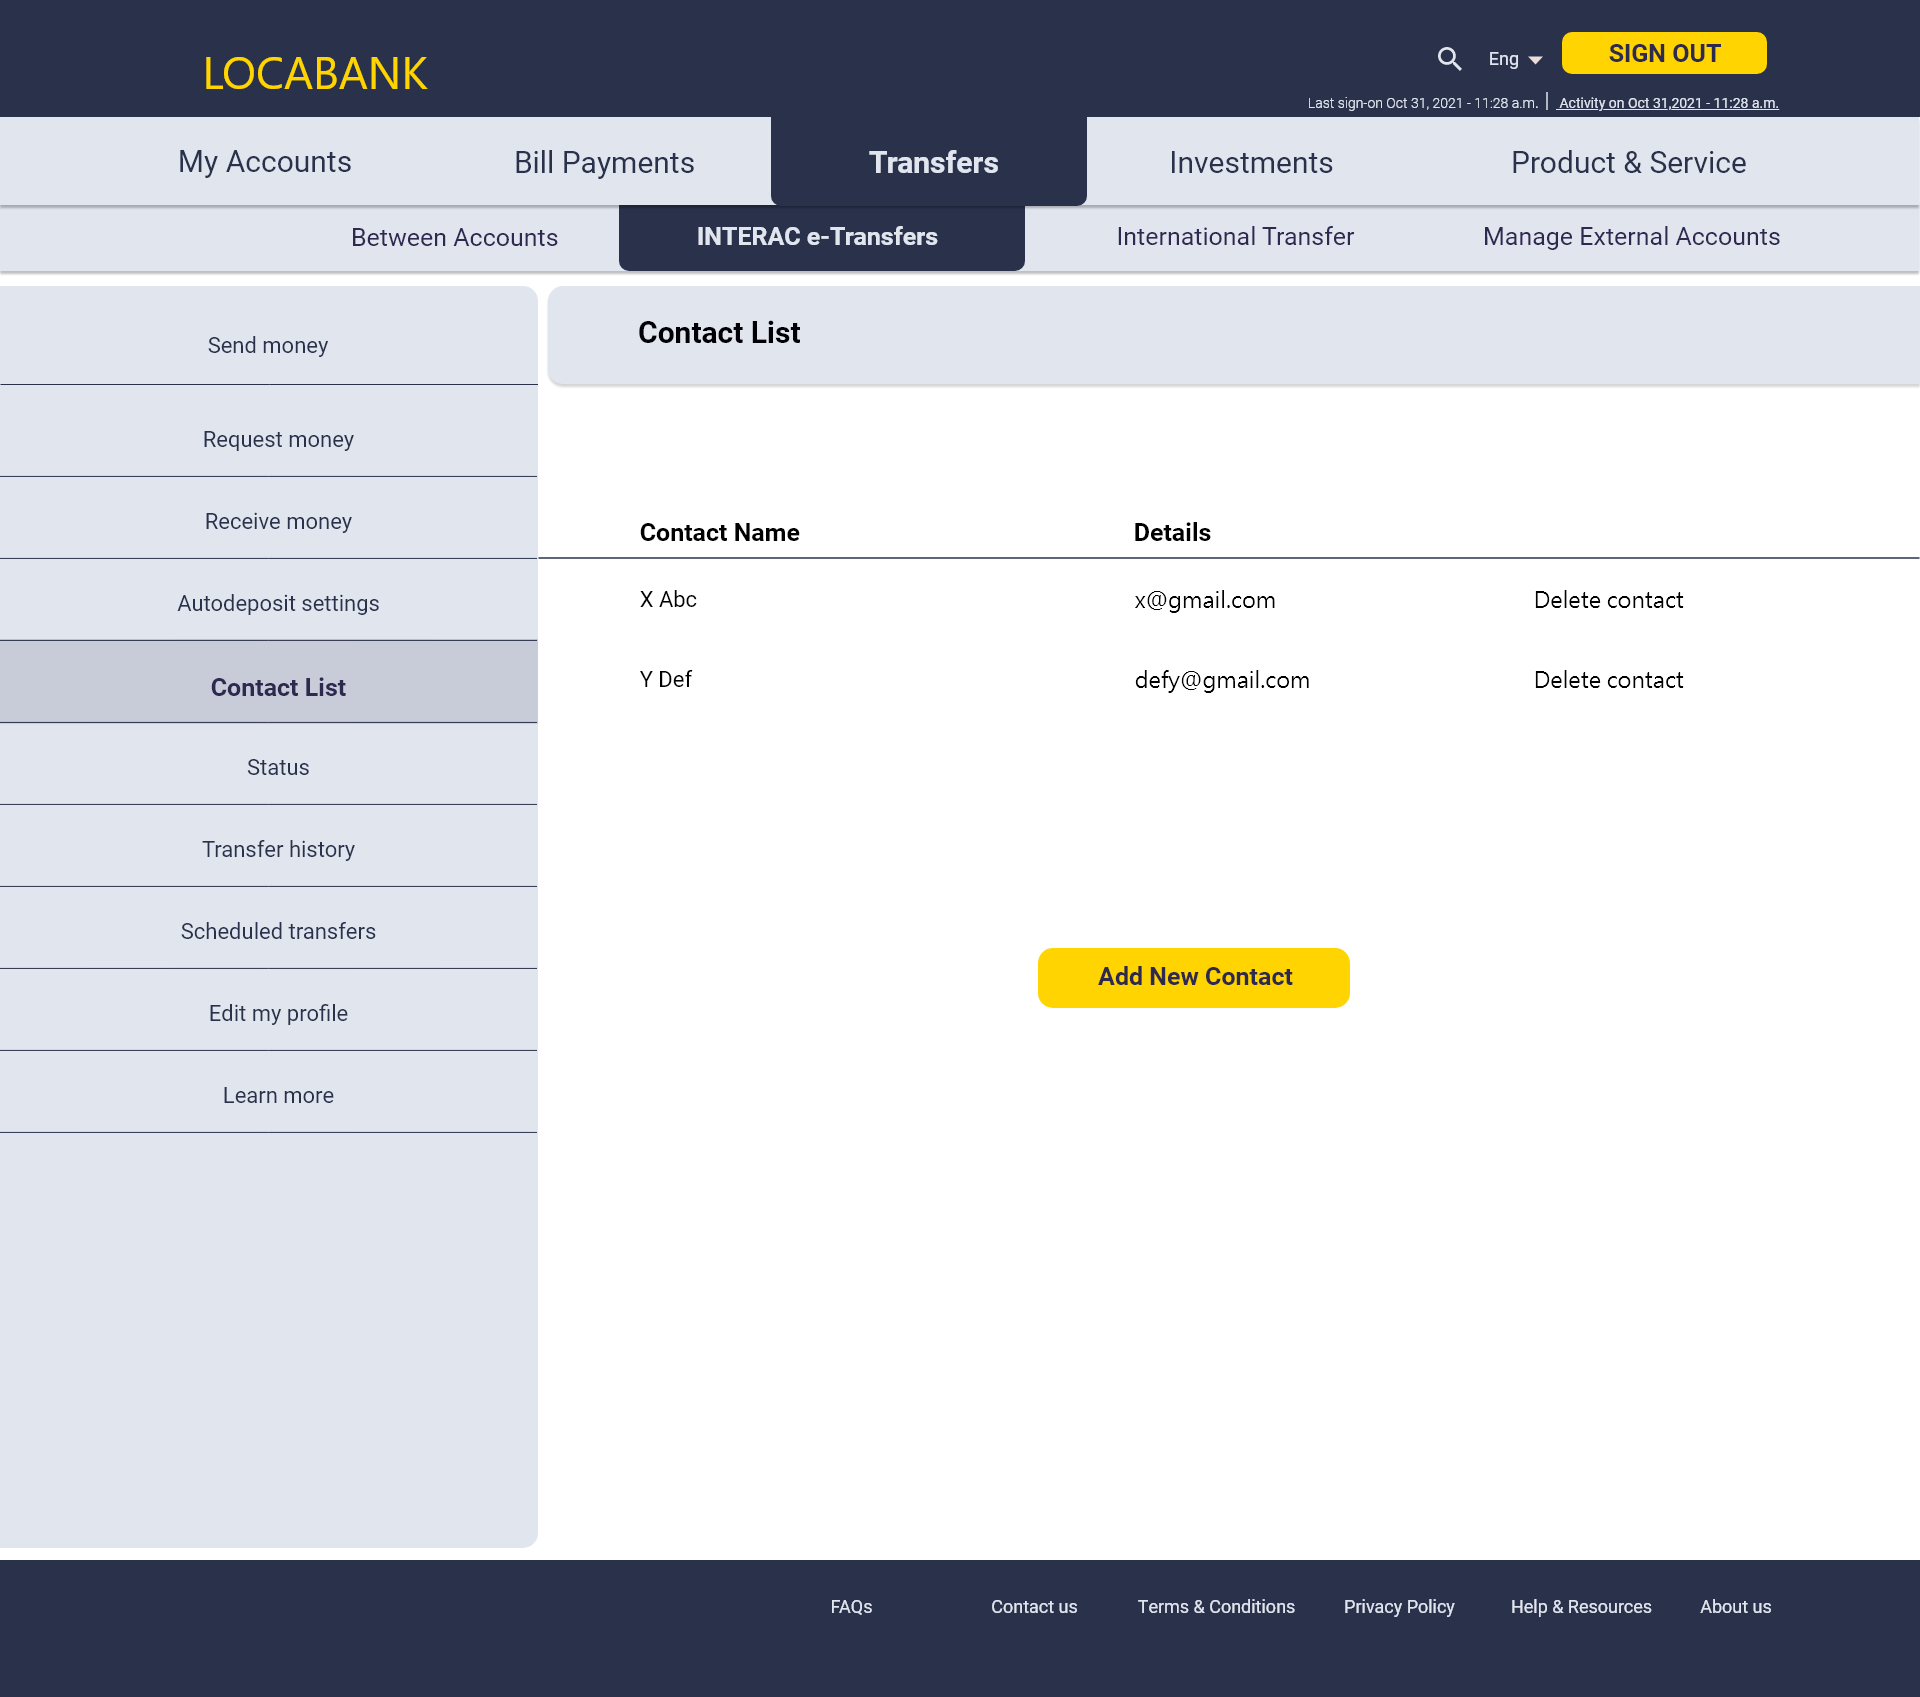 LOCABANK
Eng
SIGN OUT
Last sign-on Oct 31, 2021 - 11:28 a.m. | Activity on Oct 31,2021 - 11:28 a.m.
My Accounts Bill Payments Transfers Investments Product & Service
Between Accounts INTERAC e-Transfers International Transfer Manage External Accounts
Send money
Request money
Receive money
Autodeposit settings
Contact List
Status
Transfer history
Scheduled transfers
Edit my profile
Learn more
Contact List
Contact Name Details
X Abc x@gmail.com Delete contact
Y Def defy@gmail.com Delete contact
Add New Contact
FAQs Contact us Terms & Conditions Privacy Policy Help & Resources About us